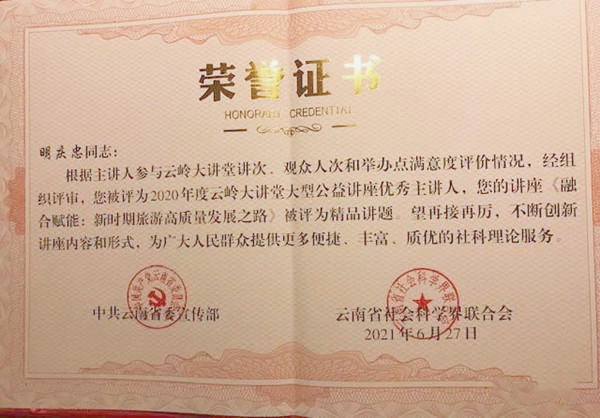 荣誉证书
HONORARY CREDENTIAL
明庆忠同志：
根据主讲人参与云岭大讲堂讲次、观众人次和举办点满意度评价情况，经组
织评审，您被评为2020年度云岭大讲堂大型公益讲座优秀主讲人，您的讲座《融
合赋能：新时期旅游高质量发展之路》被评为精品讲题。望再接再厉，不断创新
讲座内容和形式，为广大人民群众提供更多便捷、丰富、质优的社科理论服务。
中共云南省委宣传部
云南省社会科学界联合会
2021年6月27日